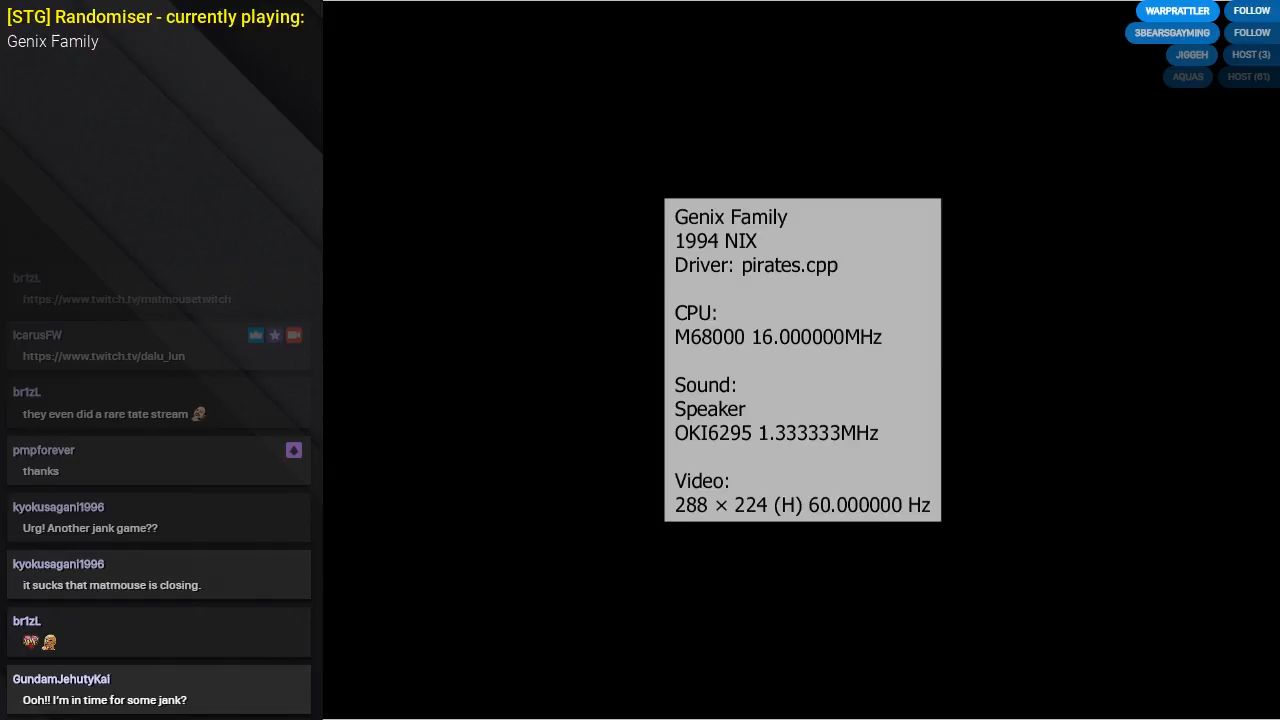 [STG] Randomiser - currently playing:
Genix Family
br1zL
https://www.twitch.tv/matmousetwitch
IcarusFW
https://www.twitch.tv/dalu_lun
br1zL
they even did a rare tate stream
pmpforever
thanks
kyokusagani1996
Urg! Another jank game??
kyokusagani1996
it sucks that matmouse is closing.
br1zL
GundamJehutyKai
Ooh!! I'm in time for some jank?
Genix Family
1994 NIX
Driver: pirates.cpp
CPU:
M68000 16.000000MHz
Sound:
Speaker
OKI6295 1.333333MHz
Video:
288 × 224 (H) 60.000000 Hz
WARPRATTLER FOLLOW
3BEARSGAYMING FOLLOW
JIGGEH HOST (3)
AQUAS HOST (61)